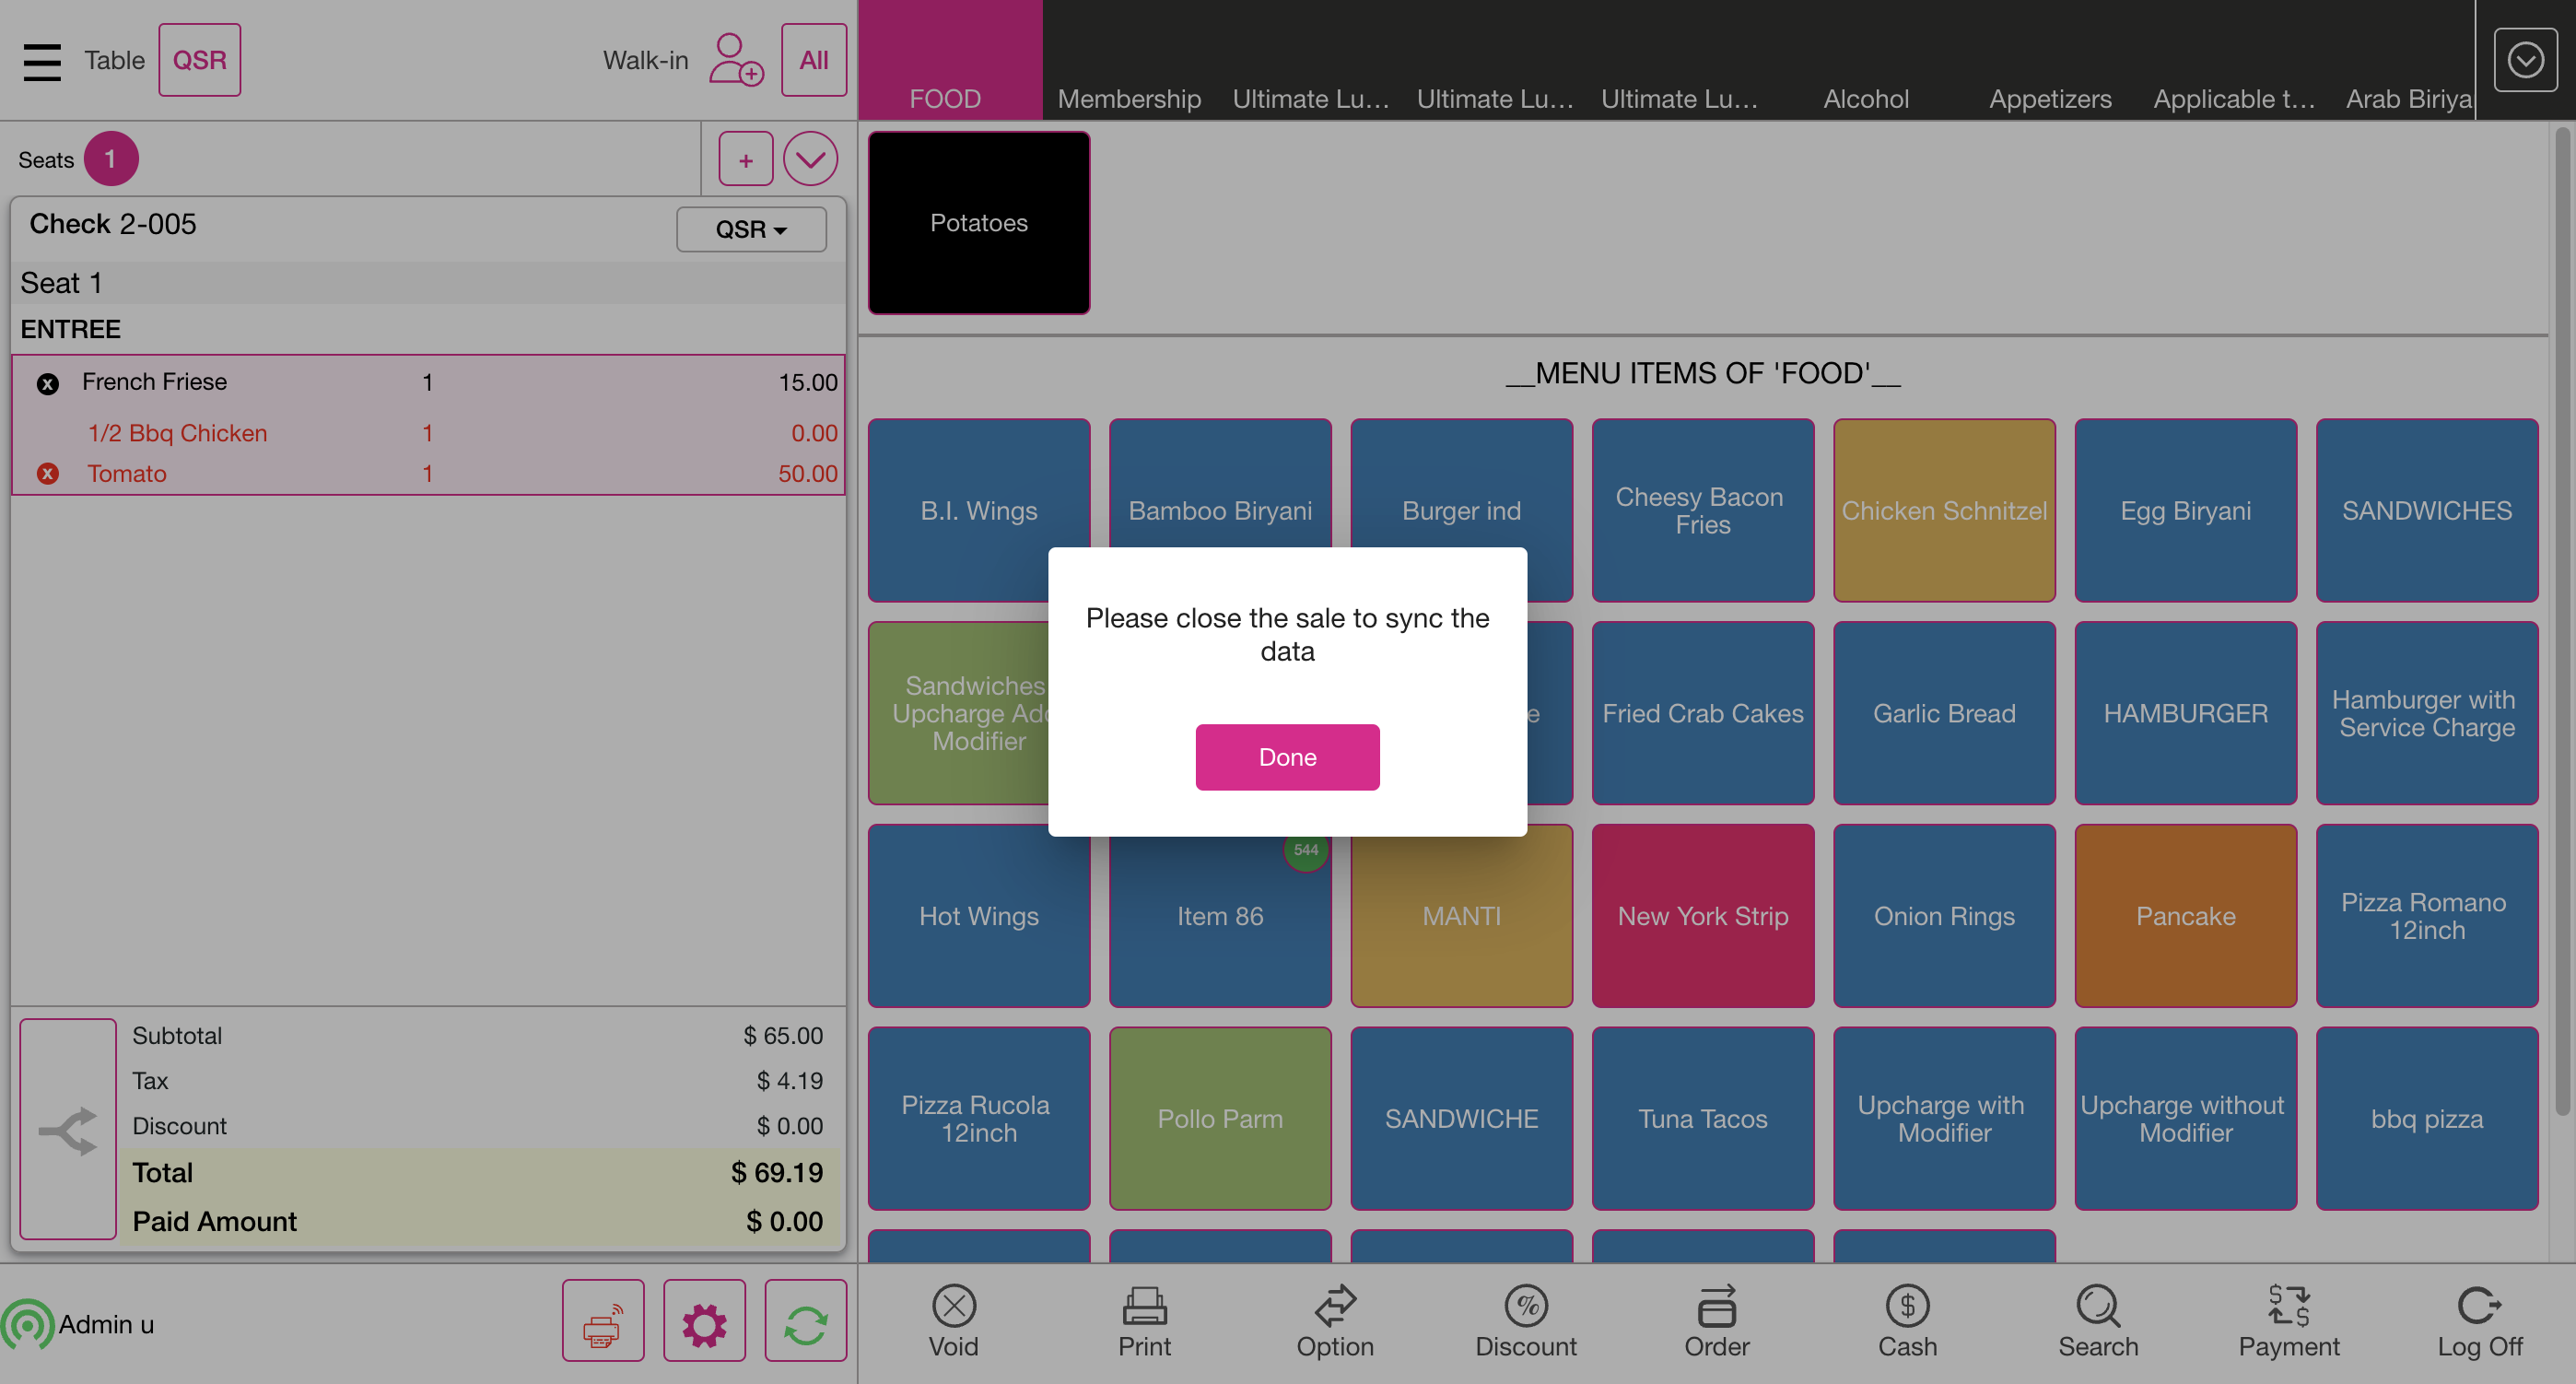 Table QSR Walk-in All
FOOD Membership Ultimate Lu... Ultimate Lu... Ultimate Lu... Alcohol Appetizers Applicable t... Arab Biriya
Seats 1 +
Check 2-005 QSR
Seat 1
ENTREE
x French Friese 1 15.00
1/2 Bbq Chicken 1 0.00
x Tomato 1 50.00
Subtotal $ 65.00
Tax $ 4.19
Discount $ 0.00
Total $ 69.19
Paid Amount $ 0.00
Admin u
Potatoes
__MENU ITEMS OF 'FOOD'__
B.I. Wings
Bamboo Biryani
Burger ind
Cheesy Bacon
Fries
Chicken Schnitzel
Egg Biryani
SANDWICHES
Sandwiches
Upcharge Add
Modifier
e
Fried Crab Cakes
Garlic Bread
HAMBURGER
Hamburger with
Service Charge
Please close the sale to sync the
data
Done
Hot Wings
544
Item 86
MANTI
New York Strip
Onion Rings
Pancake
Pizza Romano
12inch
Pizza Rucola
12inch
Pollo Parm
SANDWICHE
Tuna Tacos
Upcharge with
Modifier
Upcharge without
Modifier
bbq pizza
Void Print Option Discount Order Cash Search Payment Log Off